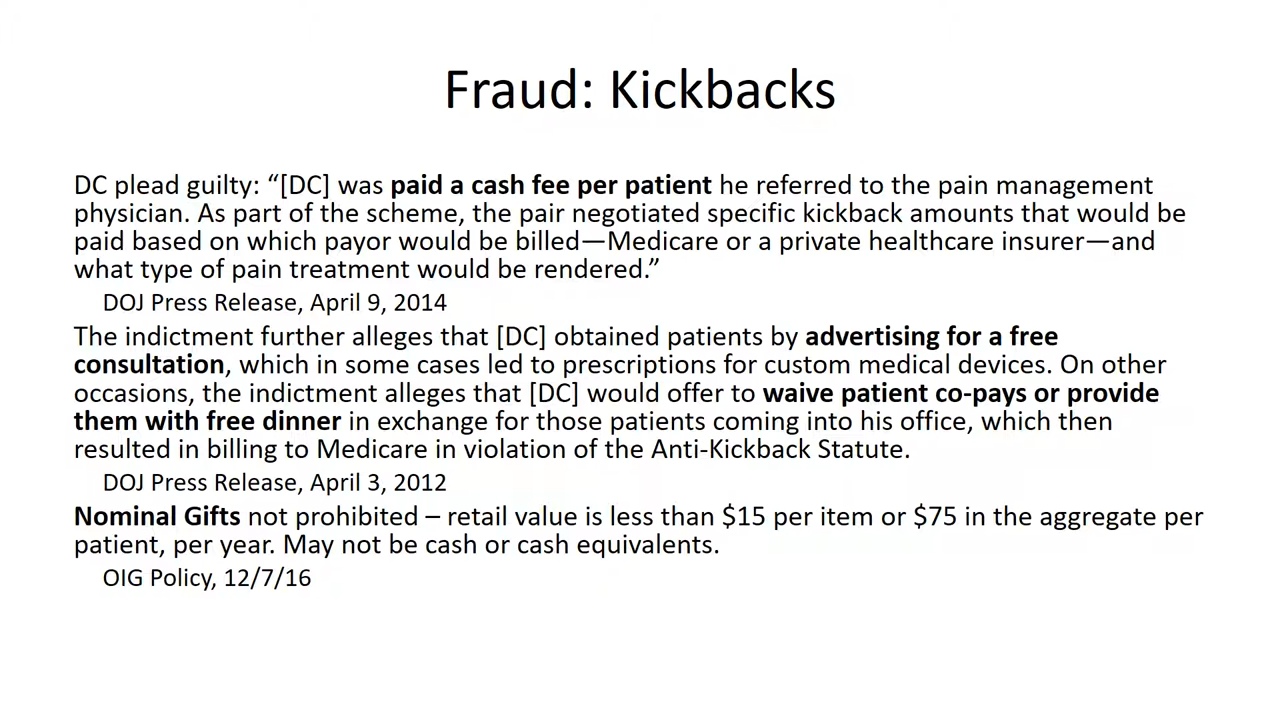 Fraud: Kickbacks
DC plead guilty: “[DC] was paid a cash fee per patient he referred to the pain management
physician. As part of the scheme, the pair negotiated specific kickback amounts that would be
paid based on which payor would be billed—Medicare or a private healthcare insurer—and
what type of pain treatment would be rendered.”
DOJ Press Release, April 9, 2014
The indictment further alleges that [DC] obtained patients by advertising for a free
consultation, which in some cases led to prescriptions for custom medical devices. On other
occasions, the indictment alleges that [DC] would offer to waive patient co-pays or provide
them with free dinner in exchange for those patients coming into his office, which then
resulted in billing to Medicare in violation of the Anti-Kickback Statute.
DOJ Press Release, April 3, 2012
Nominal Gifts not prohibited – retail value is less than $15 per item or $75 in the aggregate per
patient, per year. May not be cash or cash equivalents.
OIG Policy, 12/7/16